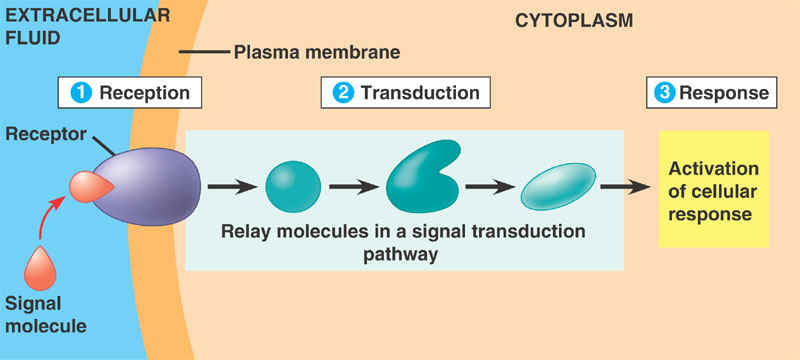 EXTRACELLULAR
FLUID
CYTOPLASM
Plasma membrane
1 Reception
2 Transduction
3 Response
Receptor
Activation
of cellular
response
Relay molecules in a signal transduction
pathway
Signal
molecule